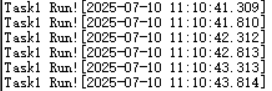 Task1 Run![2025-07-10 11:10:41.309]
Task1 Run![2025-07-10 11:10:41.810]
Task1 Run![2025-07-10 11:10:42.312]
Task1 Run![2025-07-10 11:10:42.813]
Task1 Run![2025-07-10 11:10:43.313]
Task1 Run![2025-07-10 11:10:43.814]